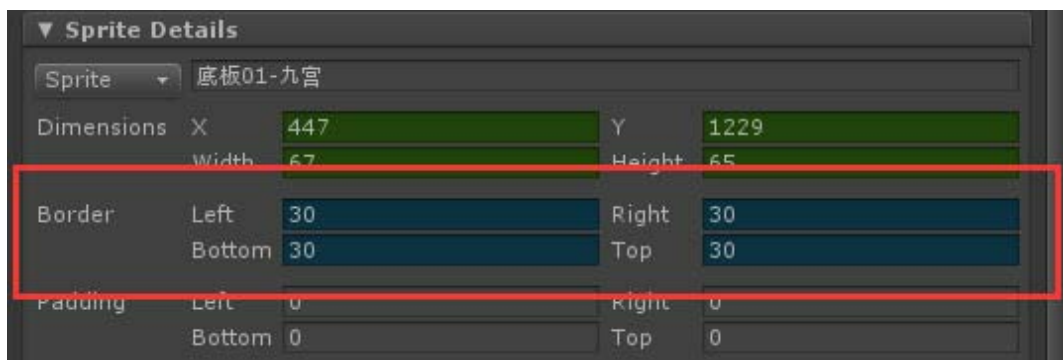 ▼ Sprite Details
Sprite 底板01-九宫
Dimensions X 447 Y 1229
Width 67 Height 65
Border Left 30 Right 30
Bottom 30 Top 30
Padding Left 0 Right 0
Bottom 0 Top 0